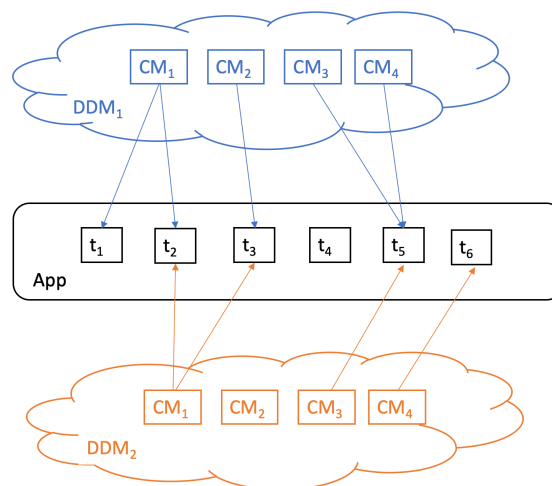 CM₁ CM₂ CM₃ CM₄
DDM₁
t₁ t₂ t₃ t₄ t₅ t₆
App
CM₁ CM₂ CM₃ CM₄
DDM₂